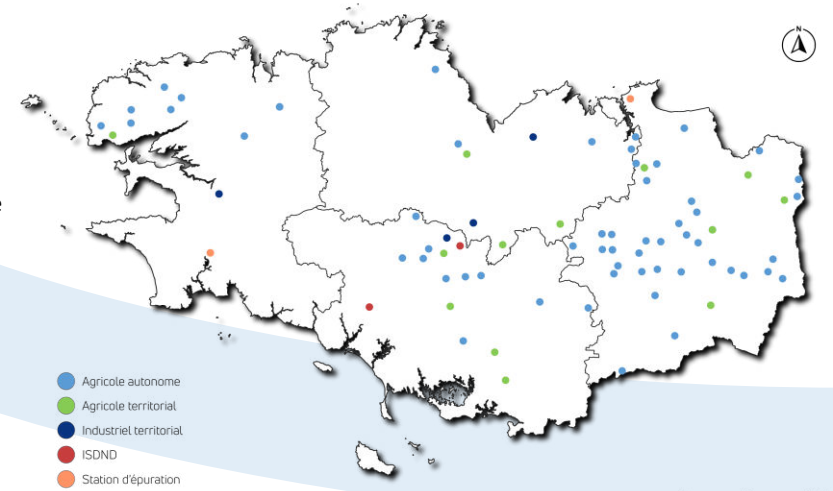 N
e
Agricole autonome
Agricole territorial
Industriel territorial
ISDND
Station d'épuration